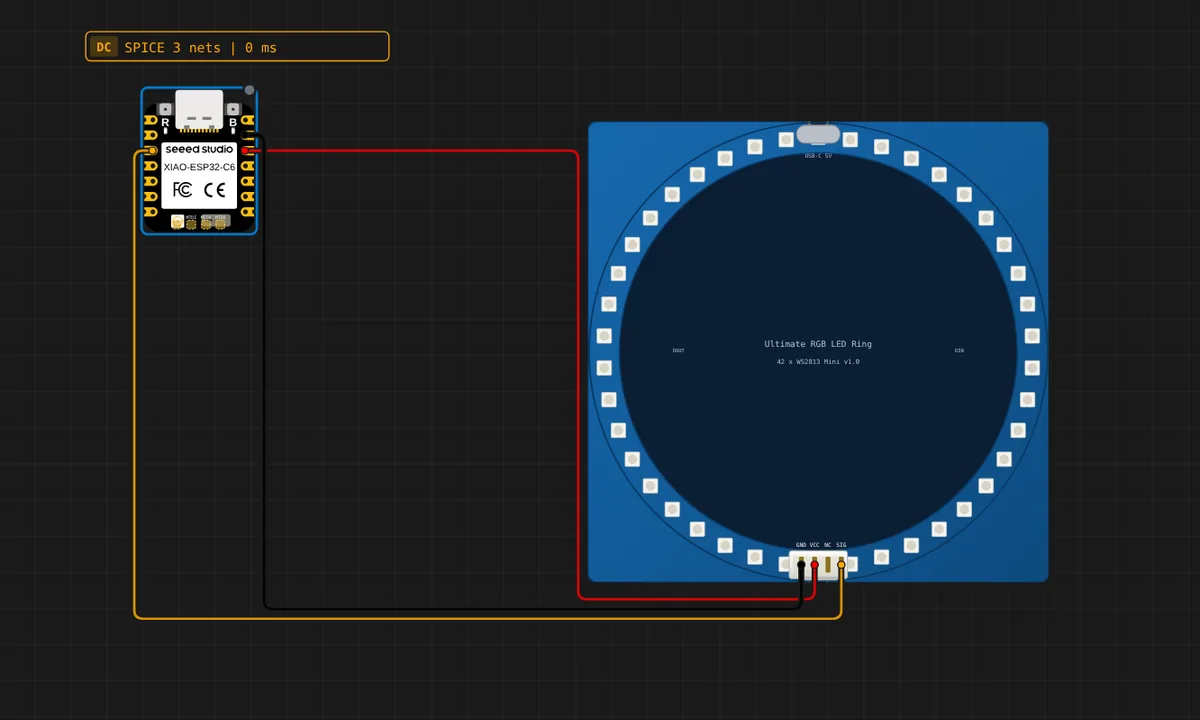 DC SPICE 3 nets | 0 ms
R B
seeed studio
XIAO-ESP32-C6
FC CE
USB-C 5V
Ultimate RGB LED Ring
DOUT DIN
42 x WS2813 Mini v1.0
GND VCC NC SIG